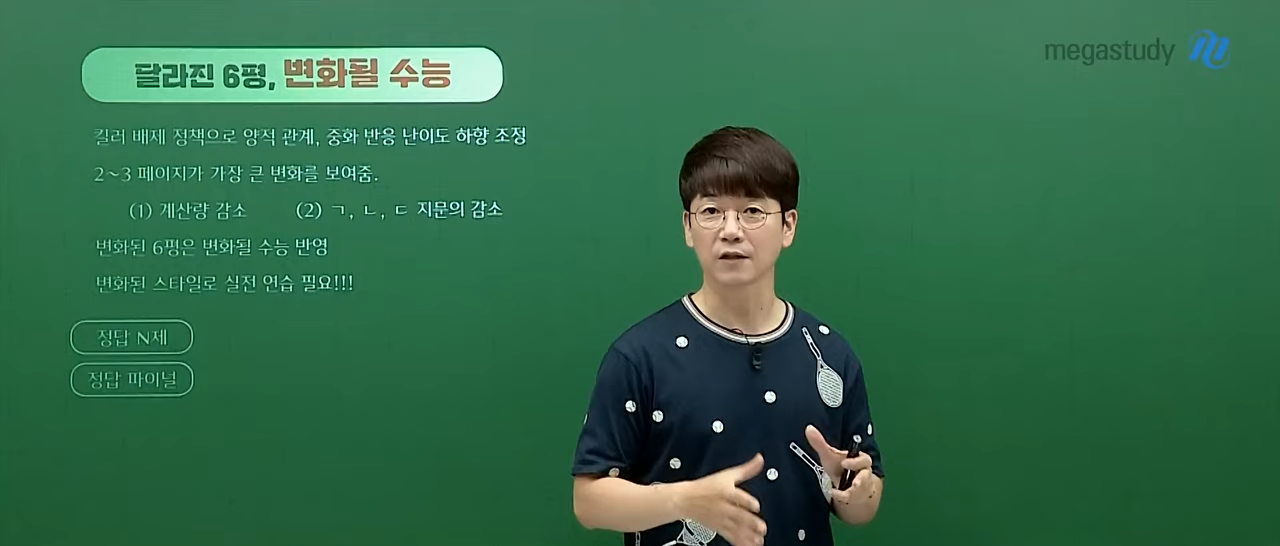 megastudy
달라진 6평, 변화될 수능
킬러 배제 정책으로 양적 관계, 중화 반응 난이도 하향 조정
2~3 페이지가 가장 큰 변화를 보여줌.
(1) 계산량 감소 (2) ㄱ, ㄴ, ㄷ 지문의 감소
변화된 6평은 변화될 수능 반영
변화된 스타일로 실전 연습 필요!!!
정답 N제
정답 파이널